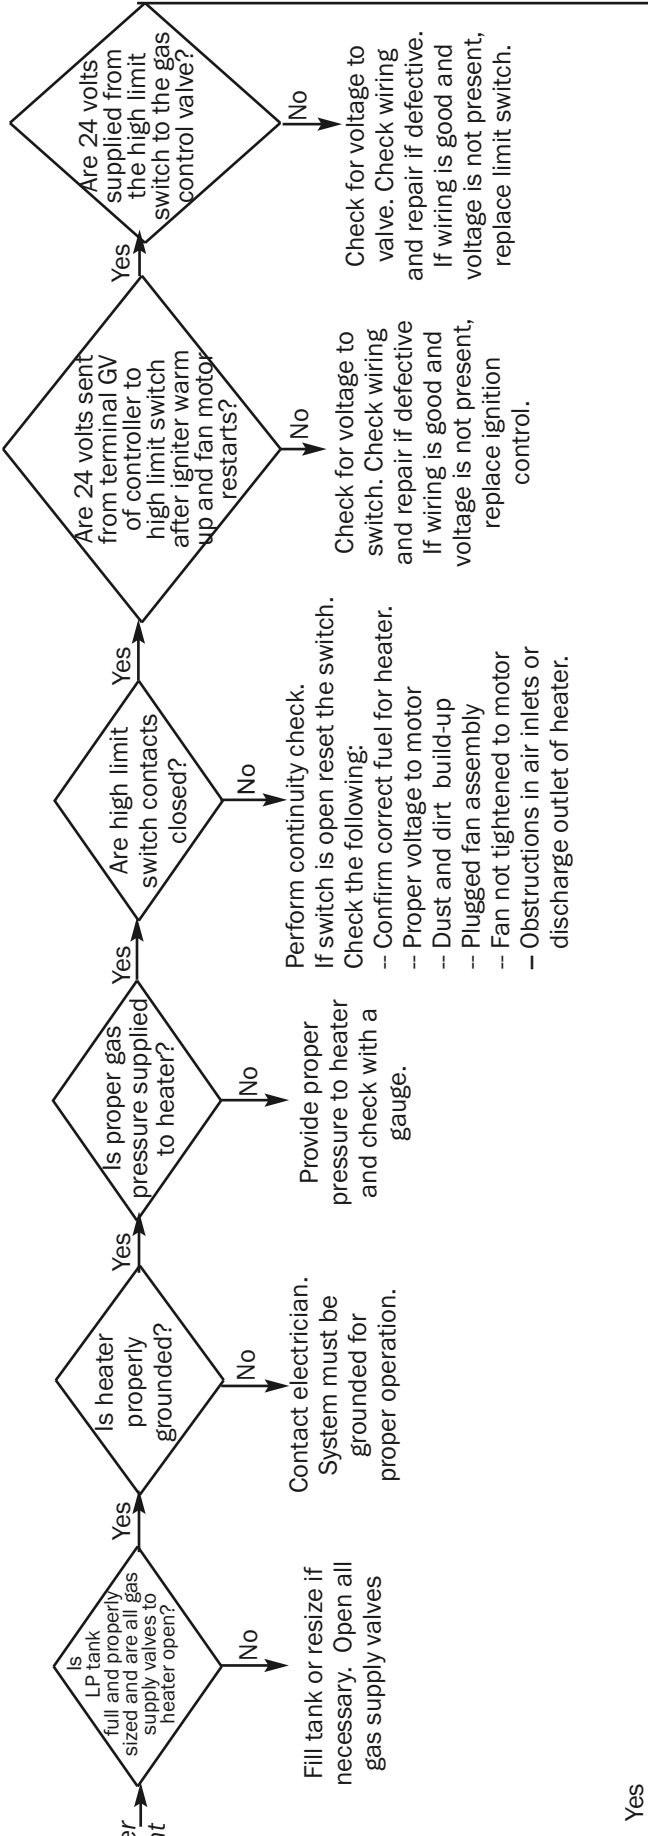 er
nt
Is
LP tank
full and properly
sized and are all gas
supply valves to
heater open?
Yes
No
Fill tank or resize if
necessary. Open all
gas supply valves
Is heater
properly
grounded?
Yes
No
Contact electrician.
System must be
grounded for
proper operation.
Is proper gas
pressure supplied
to heater?
Yes
No
Provide proper
pressure to heater
and check with a
gauge.
Are high limit
switch contacts
closed?
Yes
No
Perform continuity check.
If switch is open reset the switch.
Check the following:
-- Confirm correct fuel for heater.
-- Proper voltage to motor
-- Dust and dirt build-up
-- Plugged fan assembly
-- Fan not tightened to motor
– Obstructions in air inlets or
discharge outlet of heater.
Are 24 volts sent
from terminal GV
of controller to
high limit switch
after igniter warm
up and fan motor
restarts?
Yes
No
Check for voltage to
switch. Check wiring
and repair if defective
If wiring is good and
voltage is not present,
replace ignition
control.
Are 24 volts
supplied from
the high limit
switch to the gas
control valve?
No
Check for voltage to
valve. Check wiring
and repair if defective.
If wiring is good and
voltage is not present,
replace limit switch.
Yes